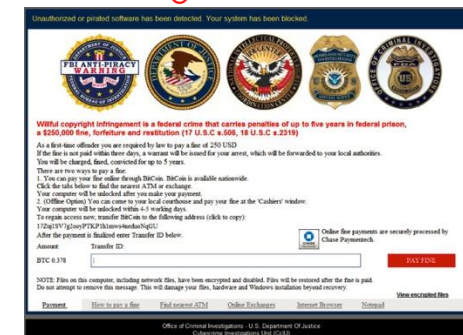 Unauthorized or pirated software has been detected. Your system has been blocked.
FBI ANTI-PIRACY
WARNING
Willful copyright infringement is a federal crime that carries penalties of up to five years in federal prison,
a $250,000 fine, forfeiture and restitution (17 U.S.C s.506, 18 U.S.C s.2319)
As a first-time offender you are required by law to pay a fine of 250 USD
If the fine is not paid within three days, a warrant will be issued for your arrest, which will be forwarded to your local authorities.
You will be charged, fined, convicted for up to 5 years.
There are two ways to pay a fine:
1. You can pay your fine online through BitCoin. BitCoin is available nationwide.
Click the tabs below to find the nearest ATM or exchange.
Your computer will be unlocked after you make your payment.
2. (Offline Option) You can come to your local courthouse and pay your fine at the 'Cashiers' window.
Your computer will be unlocked within 4-5 working days.
To regain access now, transfer BitCoin to the following address (click to copy):
After the payment is finalized enter Transfer ID below.
CHASE
Online fine payments are securely processed by
Chase Paymentech.
Amount: Transfer ID:
BTC 0.378
PAY FINE
NOTE: Files on this computer, including network files, have been encrypted and disabled. Files will be restored after the fine is paid.
Do not attempt to remove this message. This will damage your files, hardware and Windows installation beyond recovery.
View encrypted files
Payment How to pay a fine Find nearest ATM Online Exchanges Internet Browser Notepad
Office of Criminal Investigations - U.S. Department Of Justice
Cybercrime Investigations Unit (CcIU)